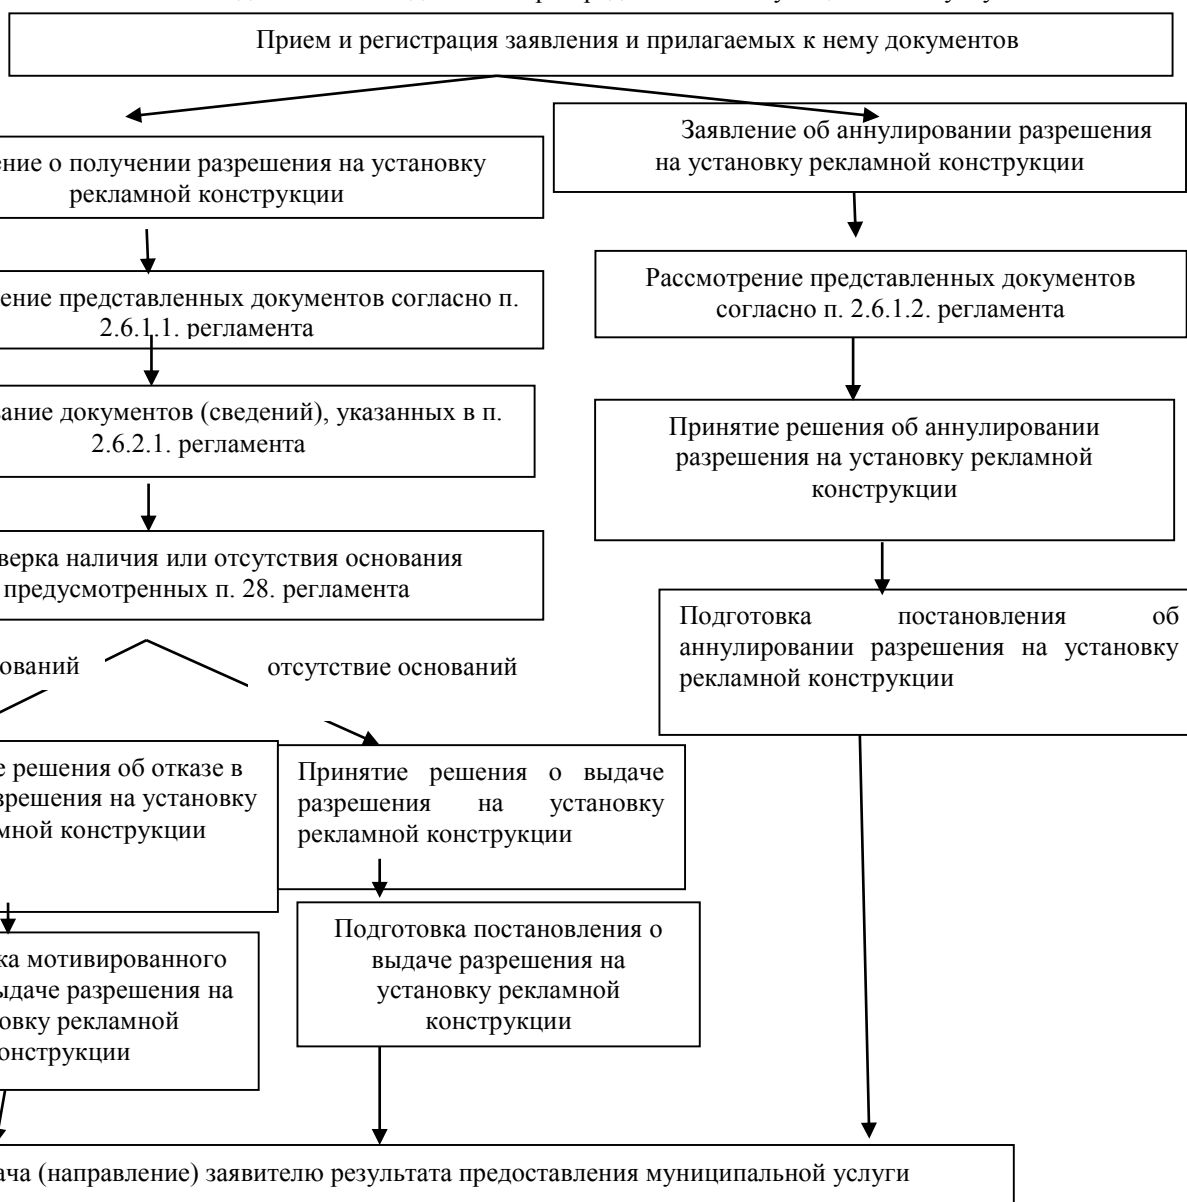 Прием и регистрация заявления и прилагаемых к нему документов
ение о получении разрешения на установку
рекламной конструкции
Заявление об аннулировании разрешения
на установку рекламной конструкции
ение представленных документов согласно п.
2.6.1.1. регламента
Рассмотрение представленных документов
согласно п. 2.6.1.2. регламента
вание документов (сведений), указанных в п.
2.6.2.1. регламента
Принятие решения об аннулировании
разрешения на установку рекламной
конструкции
верка наличия или отсутствия основания
предусмотренных п. 28. регламента
Подготовка постановления об
аннулировании разрешения на установку
рекламной конструкции
ований
отсутствие оснований
е решения об отказе в
зрешения на установку
мной конструкции
Принятие решения о выдаче
разрешения на установку
рекламной конструкции
ка мотивированного
ыдаче разрешения на
овку рекламной
онструкции
Подготовка постановления о
выдаче разрешения на
установку рекламной
конструкции
ача (направление) заявителю результата предоставления муниципальной услуги